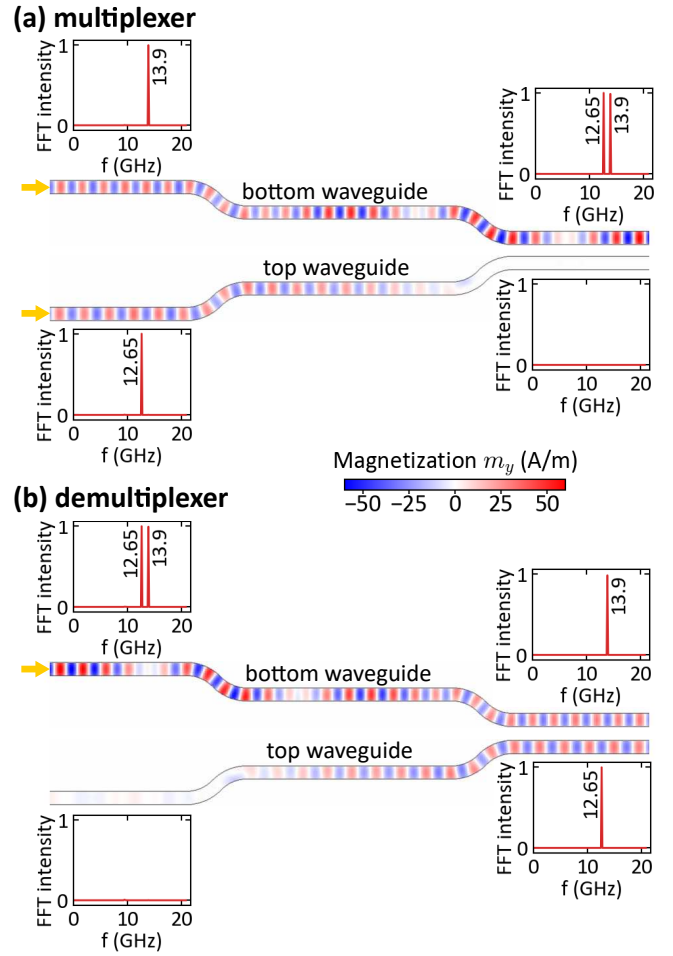 (a) multiplexer
FFT intensity
1
0
13.9
0 10 20
f (GHz)
FFT intensity
1
0
12.65
13.9
0 10 20
f (GHz)
bottom waveguide
top waveguide
FFT intensity
1
0
12.65
0 10 20
f (GHz)
FFT intensity
1
0
0 10 20
f (GHz)
Magnetization m_y (A/m)
−50 −25 0 25 50
(b) demultiplexer
FFT intensity
1
0
12.65
13.9
0 10 20
f (GHz)
FFT intensity
1
0
13.9
0 10 20
f (GHz)
bottom waveguide
top waveguide
FFT intensity
1
0
0 10 20
f (GHz)
FFT intensity
1
0
12.65
0 10 20
f (GHz)